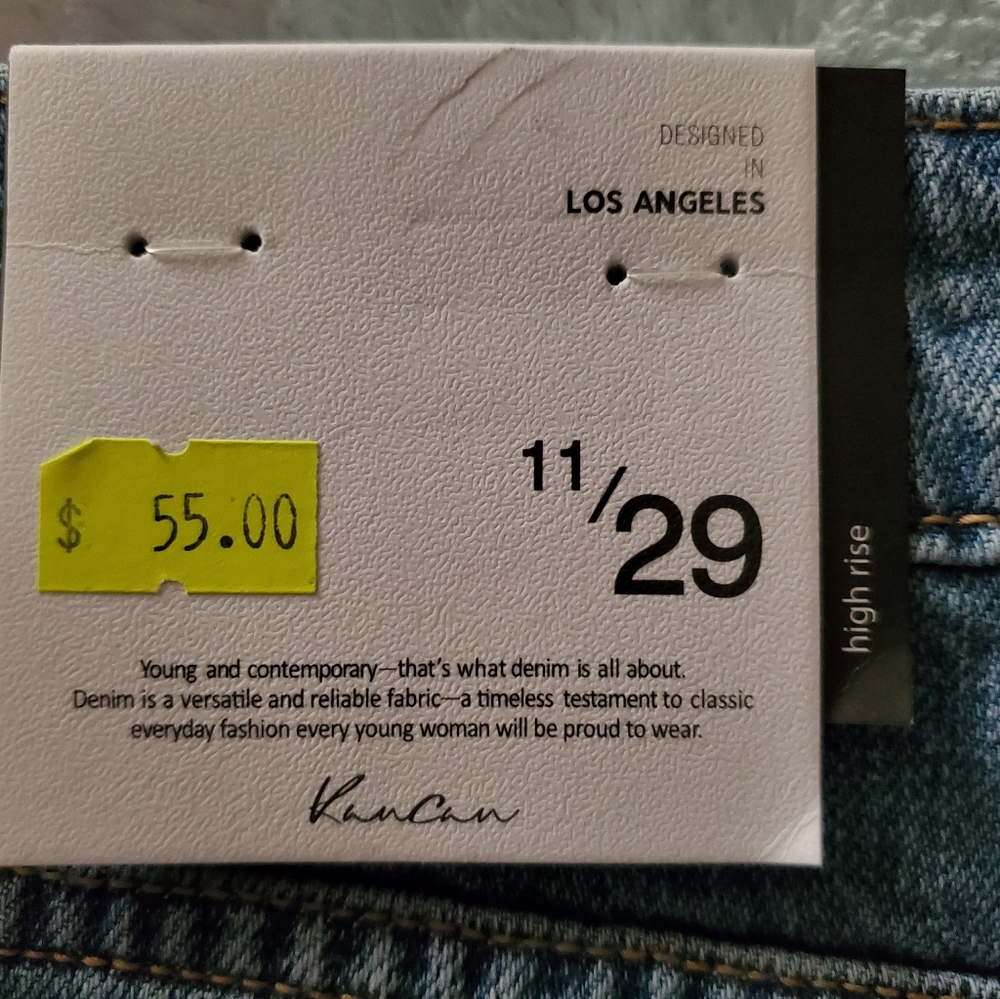 DESIGNED
IN
LOS ANGELES
$ 55.00
11/29
high rise
Young and contemporary—that's what denim is all about.
Denim is a versatile and reliable fabric—a timeless testament to classic
everyday fashion every young woman will be proud to wear.
KanCan